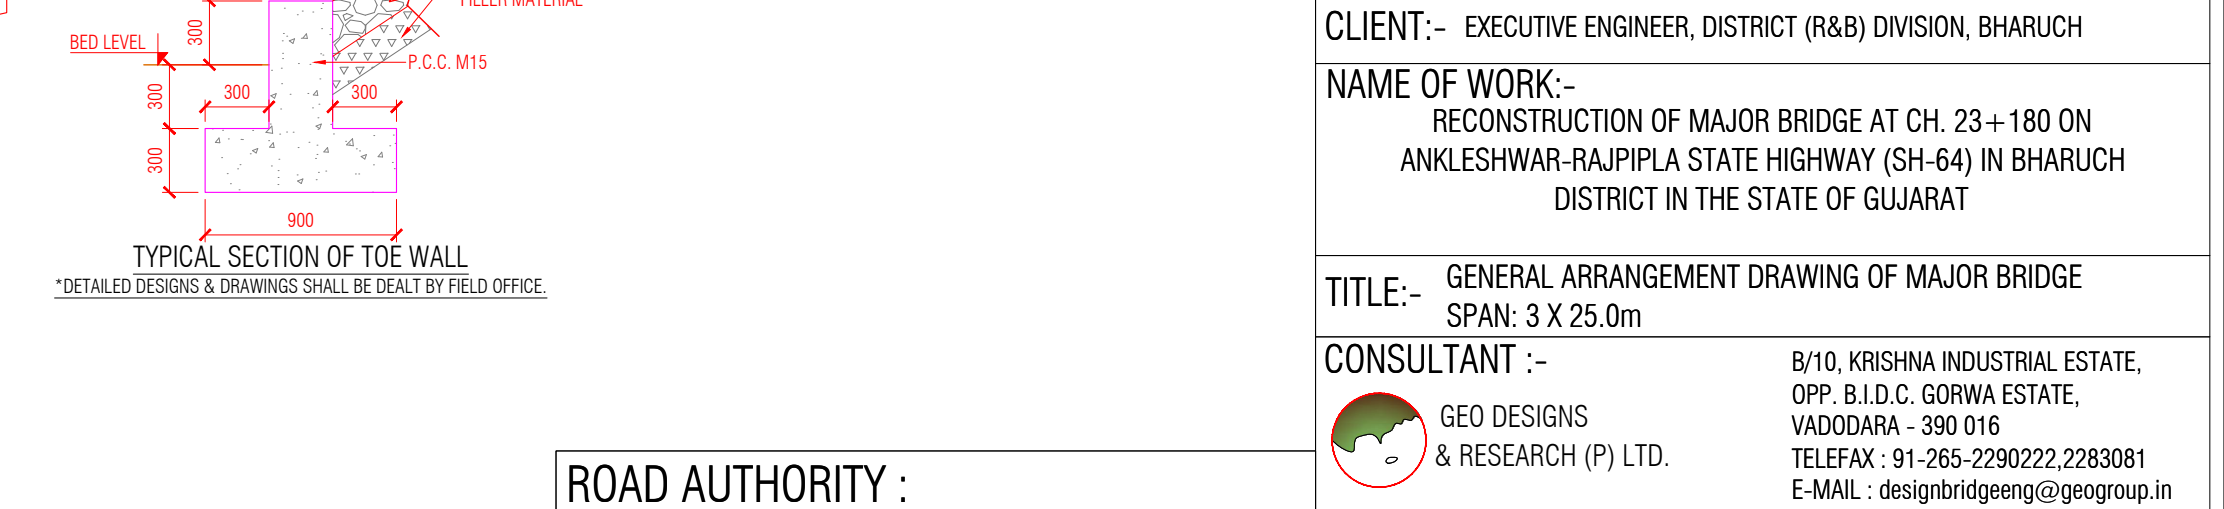 FILLER MATERIAL
300
BED LEVEL
P.C.C. M15
300
300
300
300
900
TYPICAL SECTION OF TOE WALL
*DETAILED DESIGNS & DRAWINGS SHALL BE DEALT BY FIELD OFFICE.
ROAD AUTHORITY :
CLIENT:- EXECUTIVE ENGINEER, DISTRICT (R&B) DIVISION, BHARUCH
NAME OF WORK:-
RECONSTRUCTION OF MAJOR BRIDGE AT CH. 23+180 ON
ANKLESHWAR-RAJPIPLA STATE HIGHWAY (SH-64) IN BHARUCH
DISTRICT IN THE STATE OF GUJARAT
TITLE:- GENERAL ARRANGEMENT DRAWING OF MAJOR BRIDGE
SPAN: 3 X 25.0m
CONSULTANT :-
GEO DESIGNS
& RESEARCH (P) LTD.
B/10, KRISHNA INDUSTRIAL ESTATE,
OPP. B.I.D.C. GORWA ESTATE,
VADODARA - 390 016
TELEFAX : 91-265-2290222,2283081
E-MAIL : designbridgeeng@geogroup.in